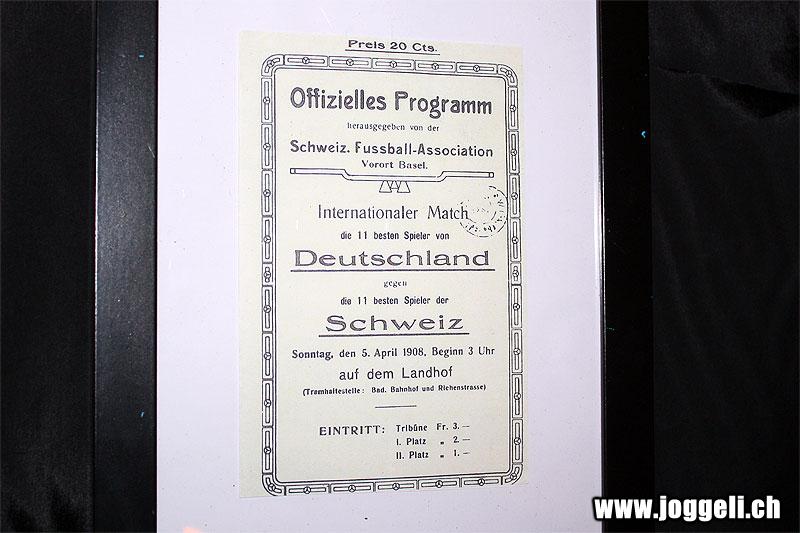 Preis 20 Cts.
Offizielles Programm
herausgegeben von der
Schweiz. Fussball-Association
Vorort Basel.
Internationaler Match
die 11 besten Spieler von
Deutschland
gegen
die 11 besten Spieler der
Schweiz
Sonntag, den 5. April 1908, Beginn 3 Uhr
auf dem Landhof
(Tramhaltestelle: Bad. Bahnhof und Riehenstrasse)
EINTRITT: Tribüne Fr. 3.—
I. Platz „ 2.—
II. Platz „ 1.—
www.joggeli.ch